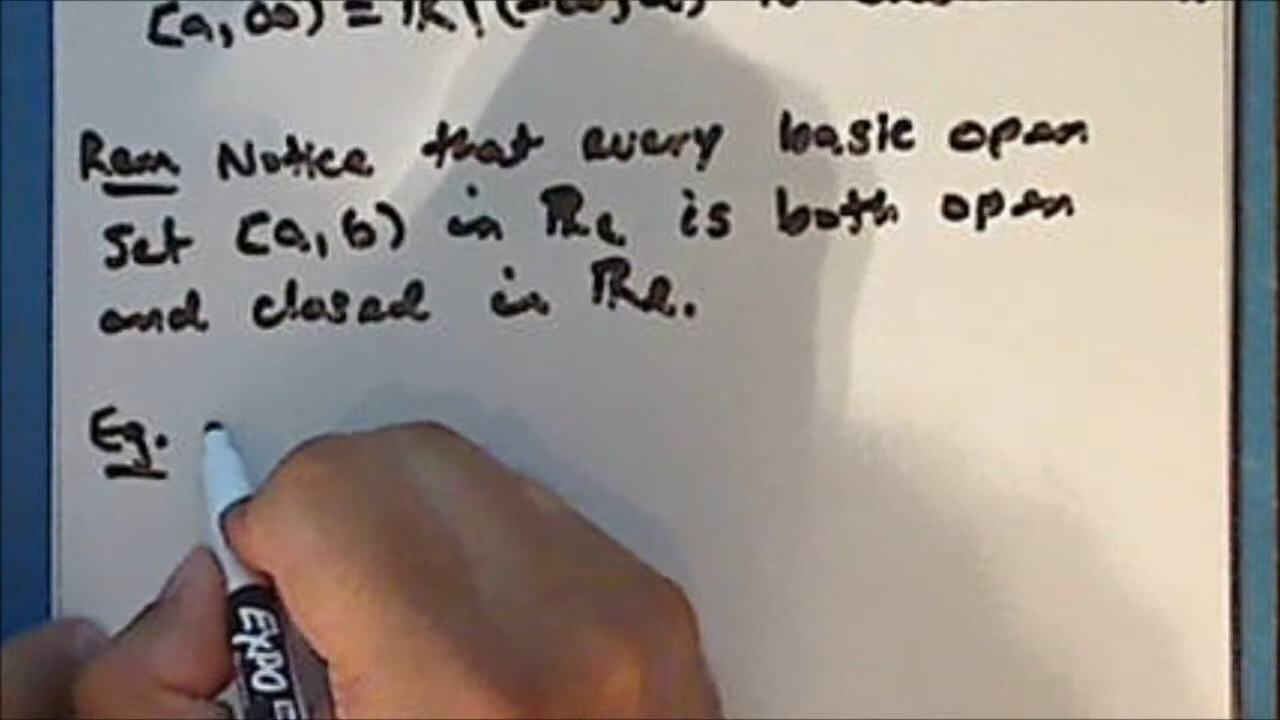 [a, ∞) = ℝ \ (-∞, a)
Rem Notice that every basic open
set [a, b) in ℝℓ is both open
and closed in ℝℓ.
Eg.
EXPO